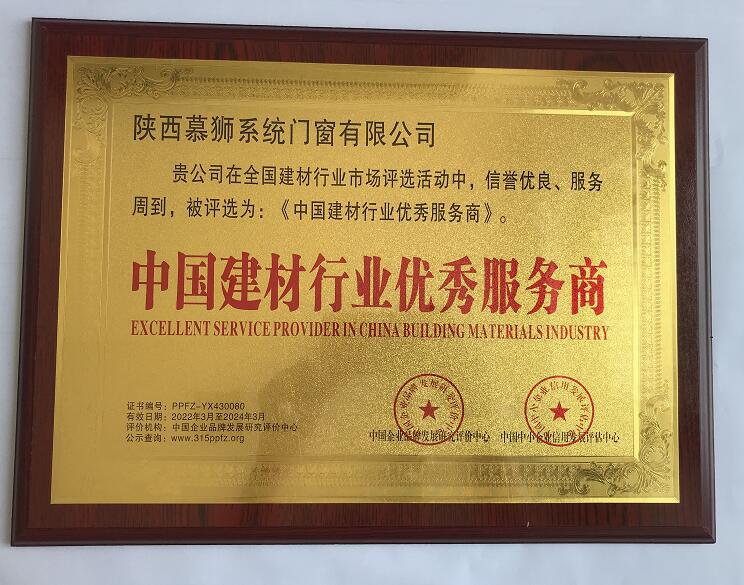 陕西慕狮系统门窗有限公司
贵公司在全国建材行业市场评选活动中，信誉优良、服务
周到，被评选为：《中国建材行业优秀服务商》。
中国建材行业优秀服务商
EXCELLENT SERVICE PROVIDER IN CHINA BUILDING MATERIALS INDUSTRY
证书编号：PPFZ-YX430080
有效日期：2022年3月至2024年3月
评价机构：中国企业品牌发展研究评价中心
公示查询：www.315ppfz.org
中国企业品牌发展研究评价中心
中国中小企业信用发展评估中心